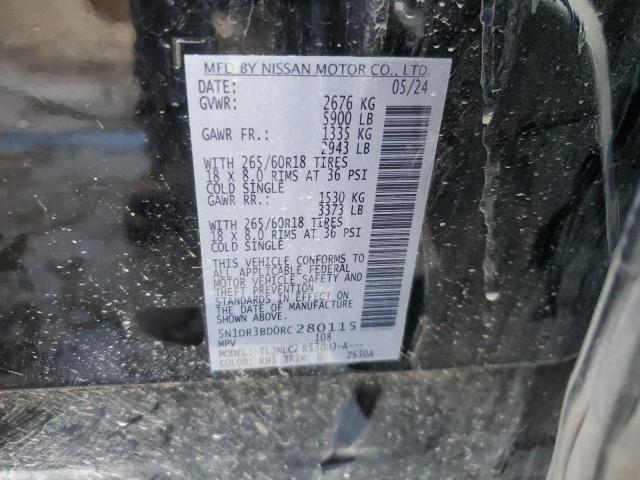 MFD BY NISSAN MOTOR CO., LTD.
DATE: 05/24
GVWR: 2676 KG
5900 LB
GAWR FR.: 1335 KG
2943 LB
WITH 265/60R18 TIRES
18 X 8.0 RIMS AT 36 PSI
COLD SINGLE
GAWR RR.: 1530 KG
3373 LB
WITH 265/60R18 TIRES
18 X 8.0 RIMS AT 36 PSI
COLD SINGLE
THIS VEHICLE CONFORMS TO
ALL APPLICABLE FEDERAL
MOTOR VEHICLE SAFETY AND
THEFT PREVENTION
STANDARDS IN EFFECT ON
THE DATE OF MANUFACTURE
SHOWN ABOVE.
5N1DR3BD0RC280115
MPV 108
MODEL:
COLOR: KH3 TRIM: G 2S30A